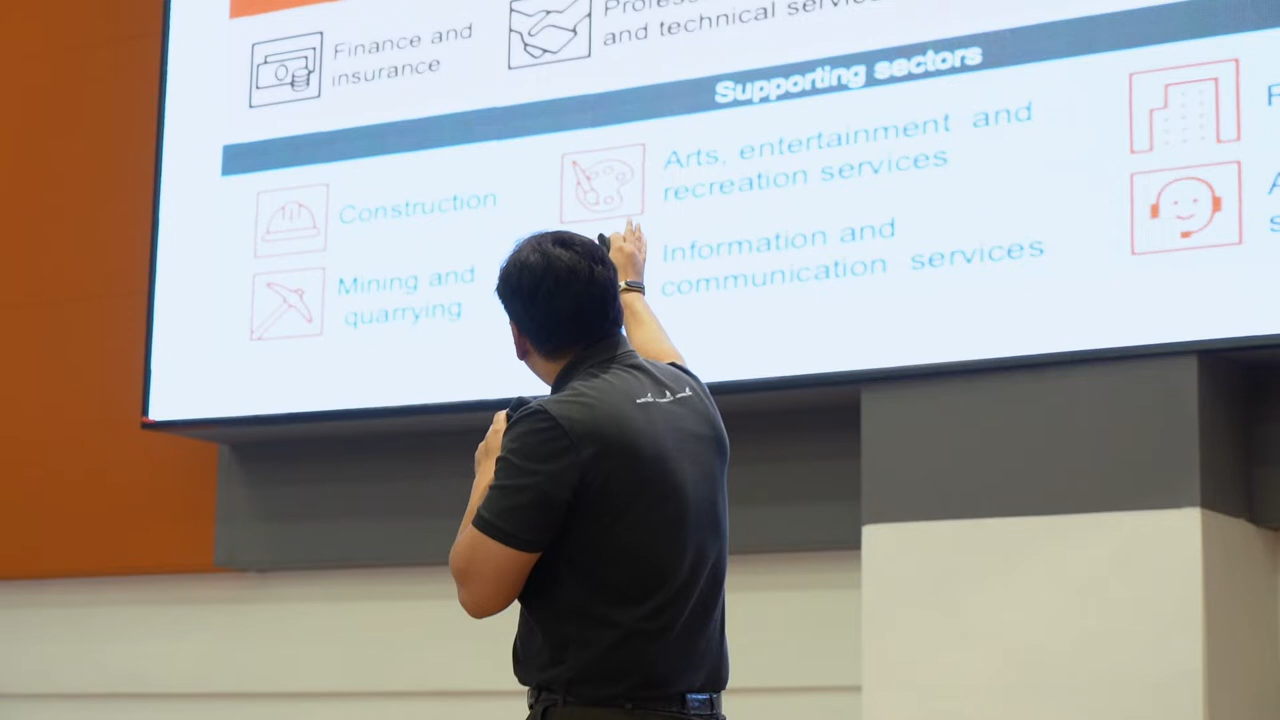 Finance and
insurance
and technical
Supporting sectors
Construction
Mining and
quarrying
Arts, entertainment and
recreation services
Information and
communication services